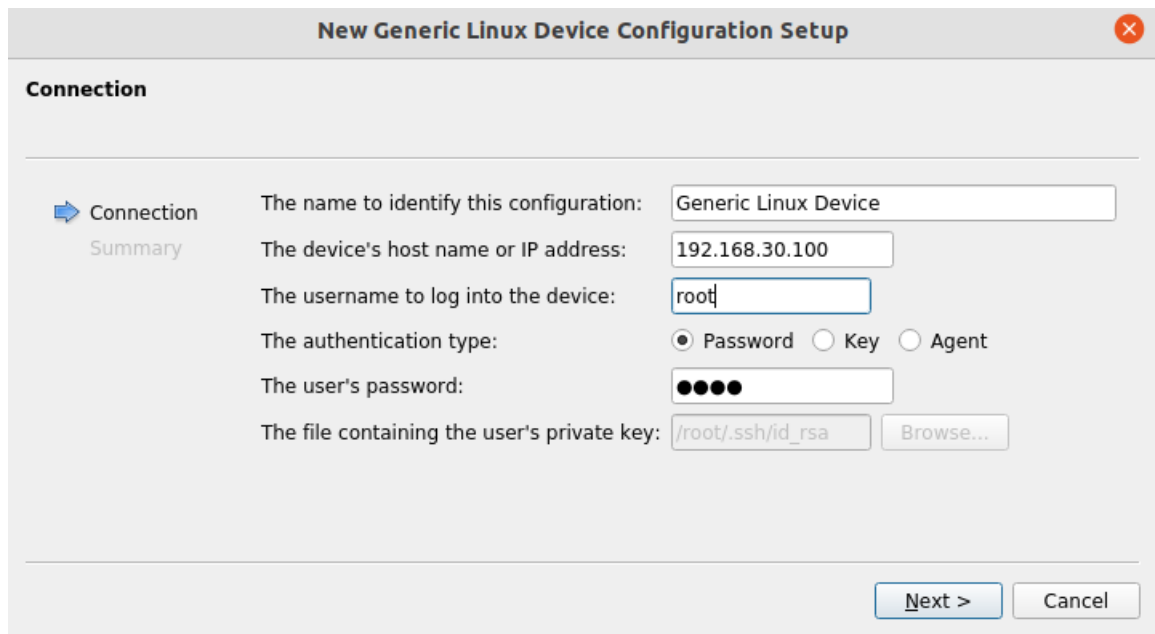 New Generic Linux Device Configuration Setup
Connection
Connection
Summary
The name to identify this configuration: Generic Linux Device
The device's host name or IP address: 192.168.30.100
The username to log into the device: root
The authentication type: Password Key Agent
The user's password: ●●●●
The file containing the user's private key: /root/.ssh/id_rsa Browse...
Next > Cancel